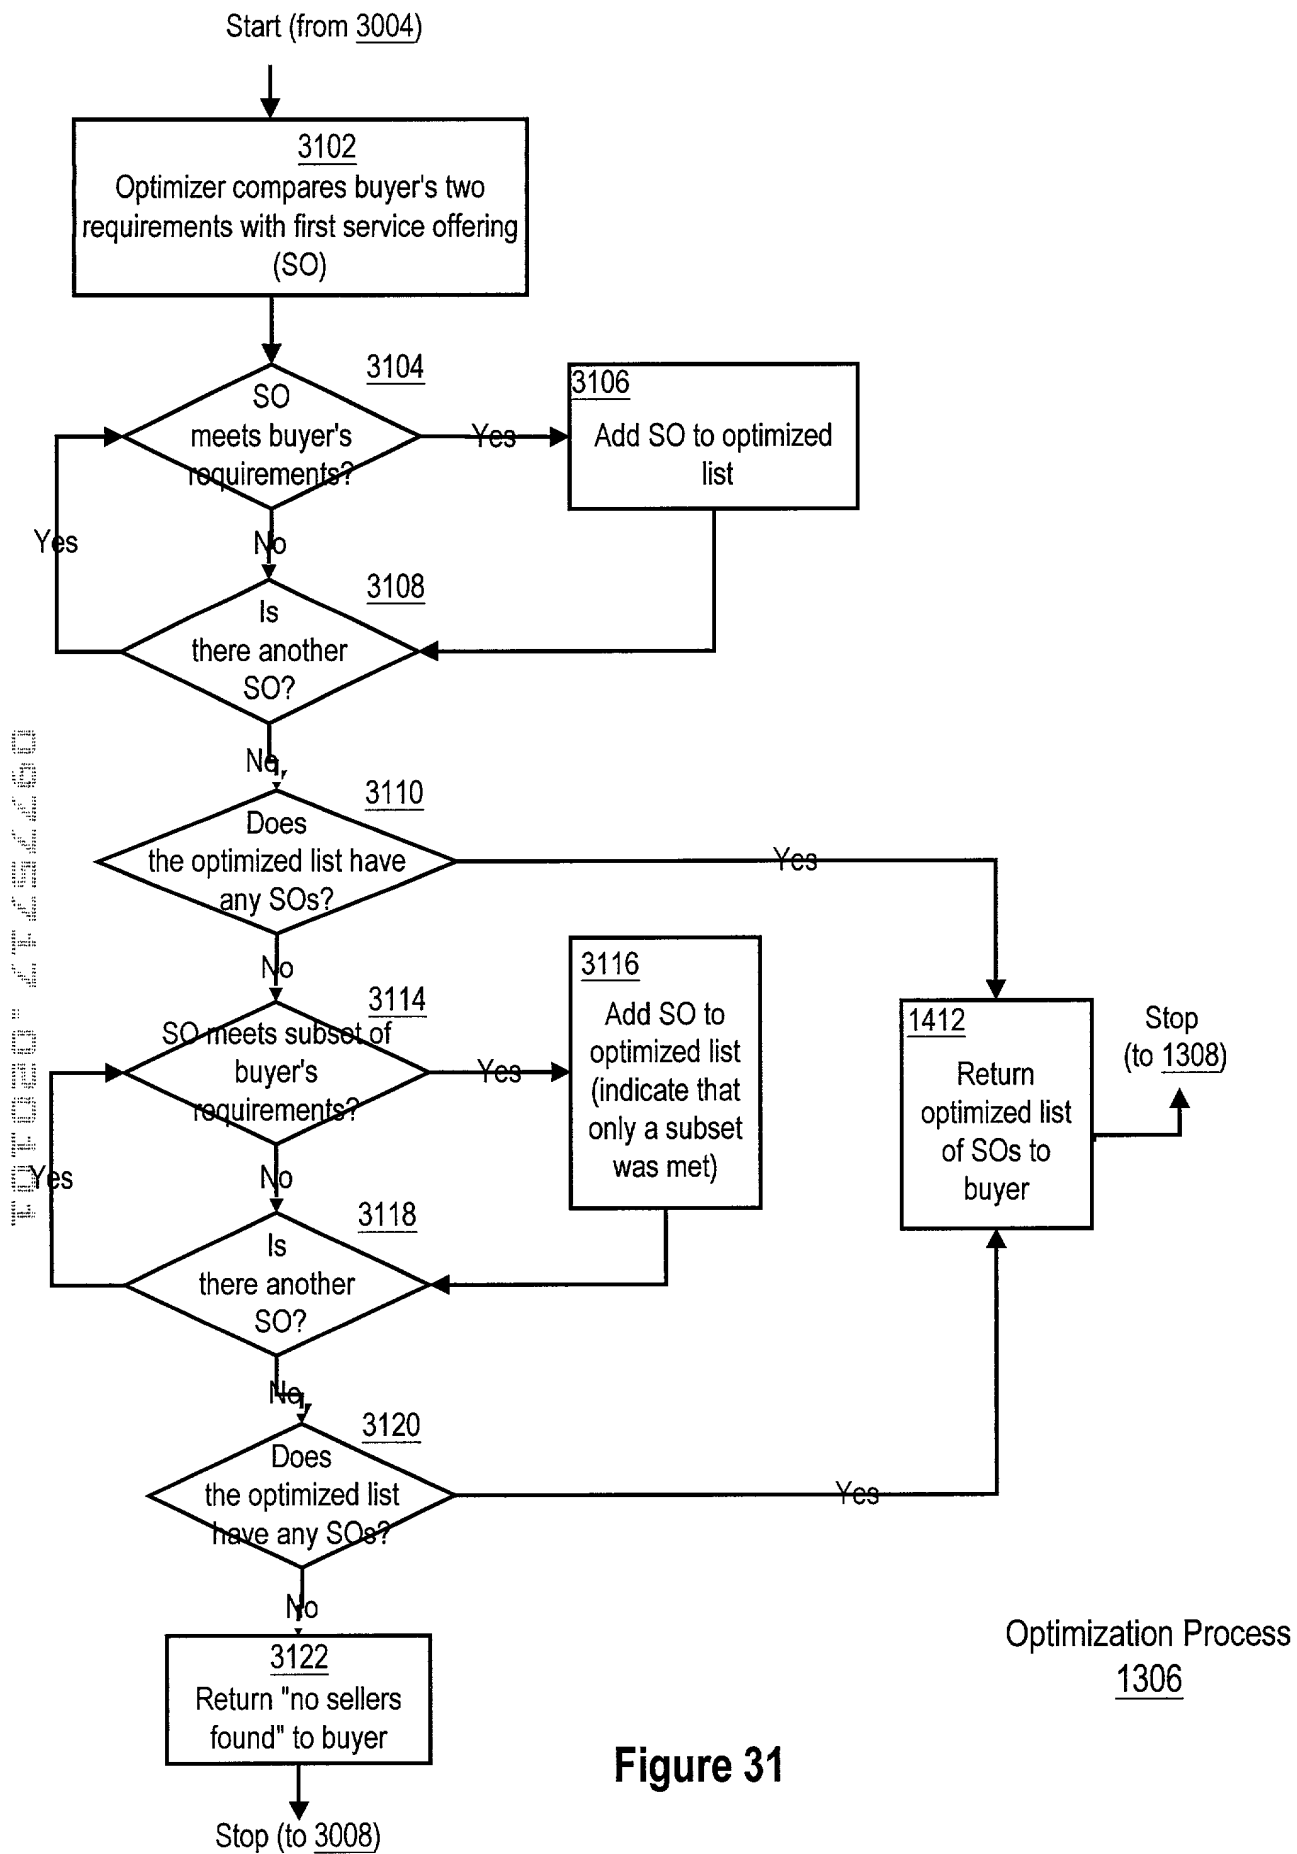 Start (from 3004)
3102
Optimizer compares buyer's two
requirements with first service offering
(SO)
3104
SO
meets buyer's
requirements?
Yes
3106
Add SO to optimized
list
Yes
No
3108
Is
there another
SO?
No
3110
Does
the optimized list have
any SOs?
Yes
No
3114
SO meets subset of
buyer's
requirements?
Yes
3116
Add SO to
optimized list
(indicate that
only a subset
was met)
1412
Return
optimized list
of SOs to
buyer
Stop
(to 1308)
Yes
No
3118
Is
there another
SO?
No
3120
Does
the optimized list
have any SOs?
Yes
No
3122
Return "no sellers
found" to buyer
Stop (to 3008)
Optimization Process
1306
Figure 31